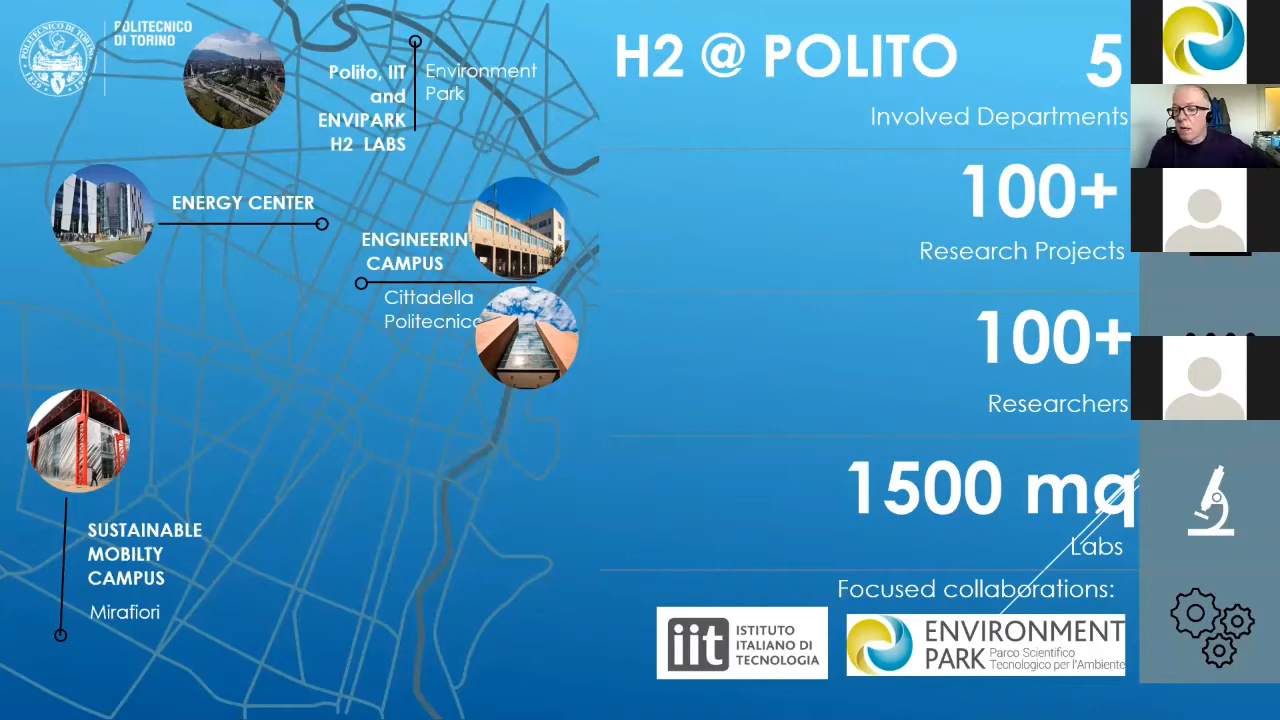 POLITECNICO
DI TORINO
Polito, IIT
and
ENVIPARK
H2 LABS
Environment
Park
ENERGY CENTER
ENGINEERIN
CAMPUS
Cittadella
Politecnico
SUSTAINABLE
MOBILTY
CAMPUS
Mirafiori
H2 @ POLITO
5
Involved Departments
100+
Research Projects
100+
Researchers
1500 mq
Labs
Focused collaborations:
iit
ISTITUTO
ITALIANO DI
TECNOLOGIA
ENVIRONMENT
PARK
Parco Scientifico
Tecnologico per l'Ambiente